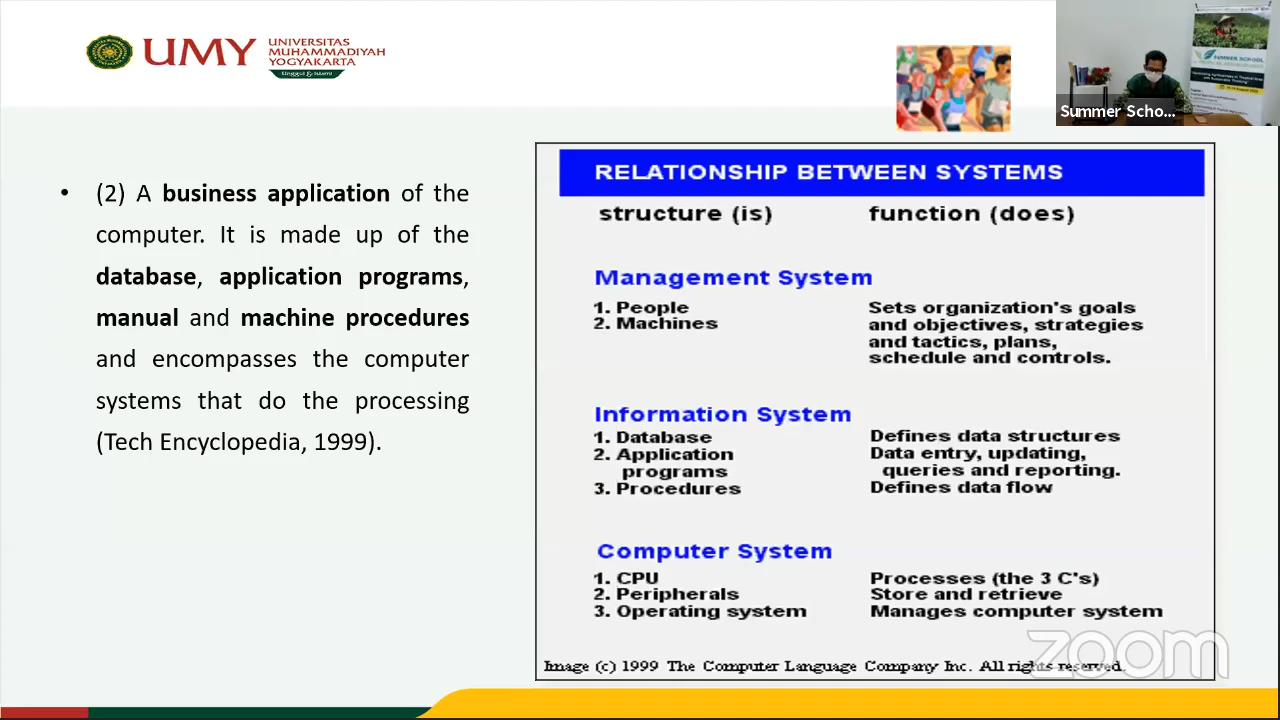 UMY
UNIVERSITAS
MUHAMMADIYAH
YOGYAKARTA
Unggul & Islami
Summer Scho...
SUMMER SCHOOL
• (2) A business application of the
computer. It is made up of the
database, application programs,
manual and machine procedures
and encompasses the computer
systems that do the processing
(Tech Encyclopedia, 1999).
RELATIONSHIP BETWEEN SYSTEMS
structure (is) function (does)
Management System
1. People Sets organization's goals
2. Machines and objectives, strategies
and tactics, plans,
schedule and controls.
Information System
1. Database Defines data structures
2. Application Data entry, updating,
programs queries and reporting.
3. Procedures Defines data flow
Computer System
1. CPU Processes (the 3 C's)
2. Peripherals Store and retrieve
3. Operating system Manages computer system
Image (c) 1999 The Computer Language Company Inc. All rights reserved.
zoom